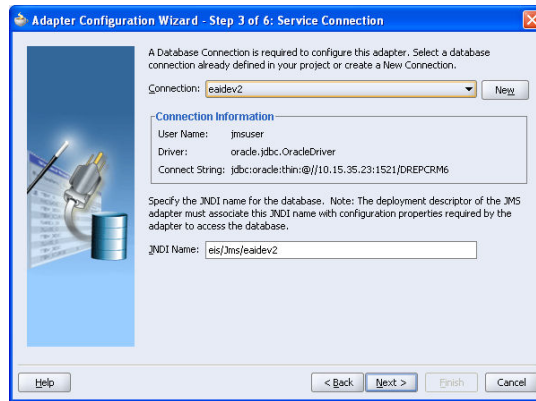 Adapter Configuration Wizard - Step 3 of 6: Service Connection
A Database Connection is required to configure this adapter. Select a database
connection already defined in your project or create a New Connection.
Connection: eaidev2 New
Connection Information
User Name: jmsuser
Driver: oracle.jdbc.OracleDriver
Connect String: jdbc:oracle:thin:@//10.15.35.23:1521/DREPCRM6
Specify the JNDI name for the database. Note: The deployment descriptor of the JMS
adapter must associate this JNDI name with configuration properties required by the
adapter to access the database.
JNDI Name: eis/Jms/eaidev2
Help < Back Next > Finish Cancel